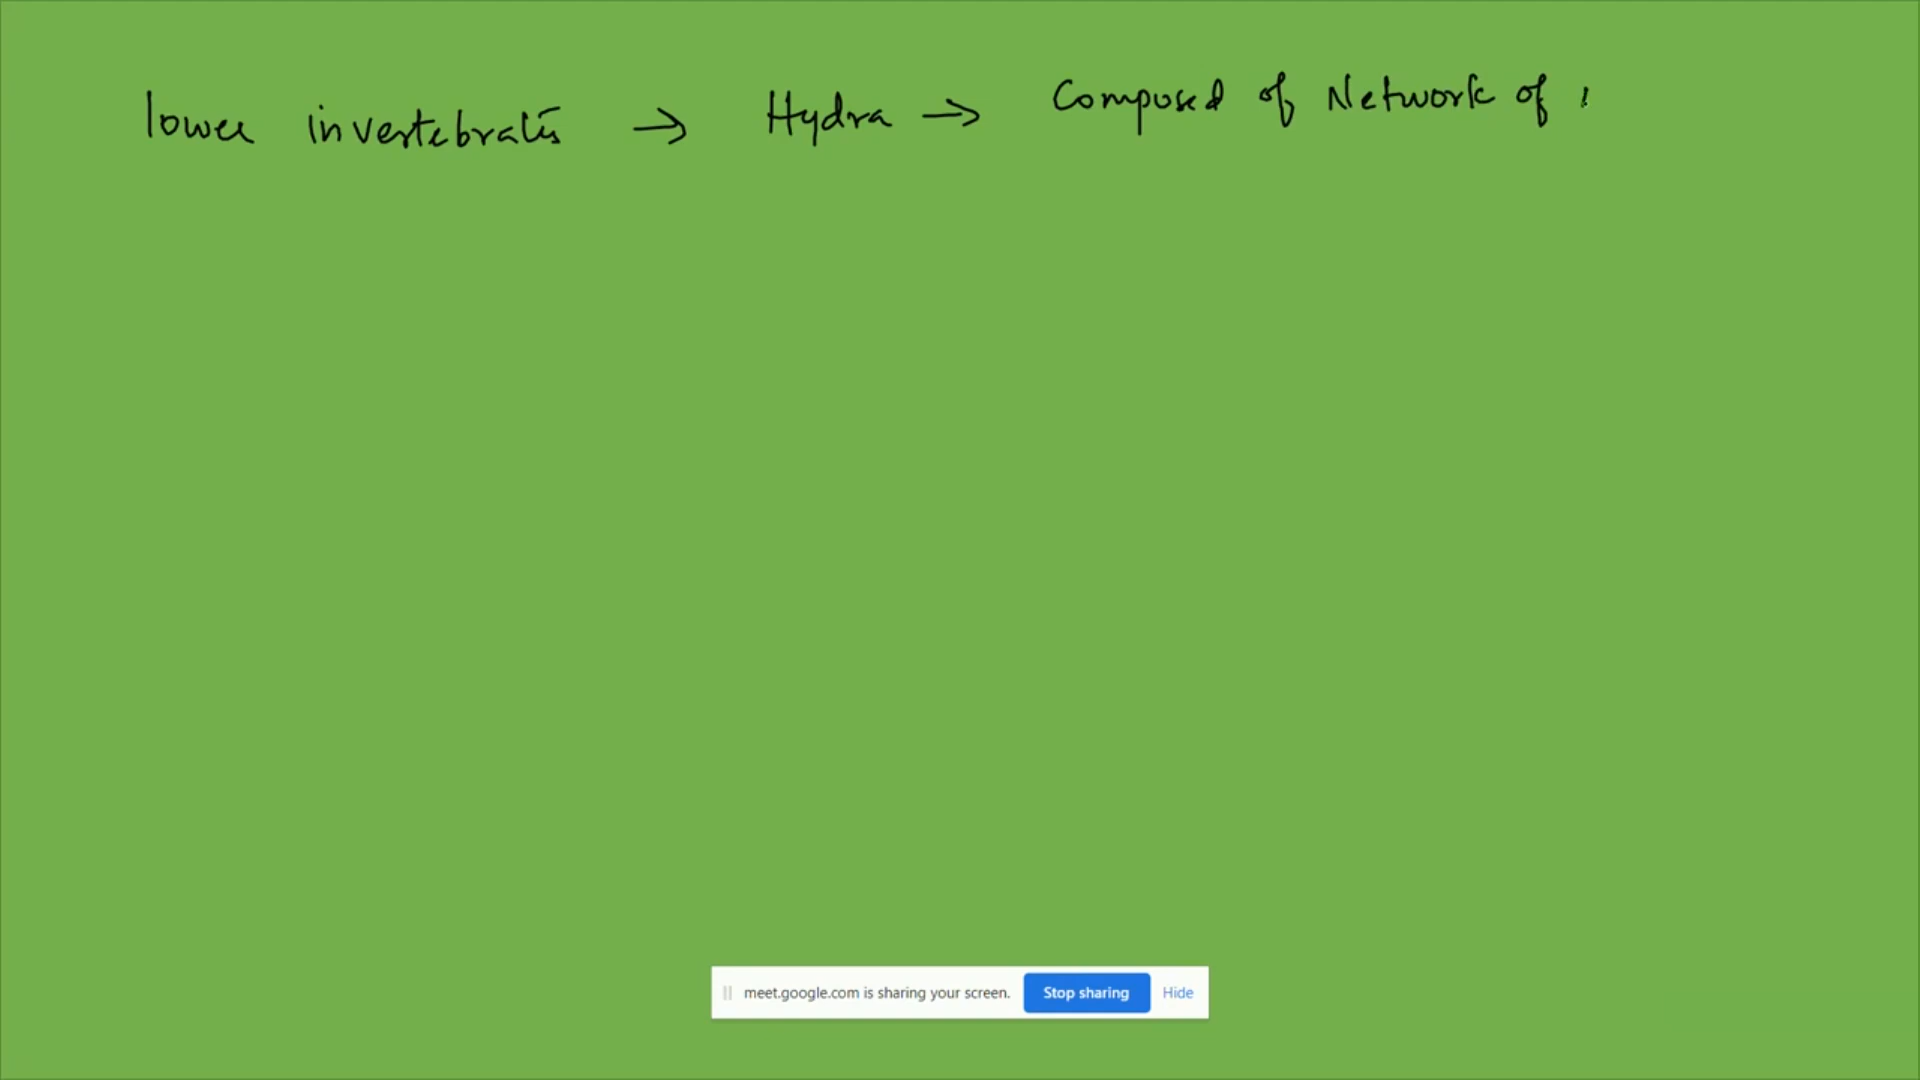 lower invertebrates → Hydra → Composed of Network of
meet.google.com is sharing your screen. Stop sharing Hide